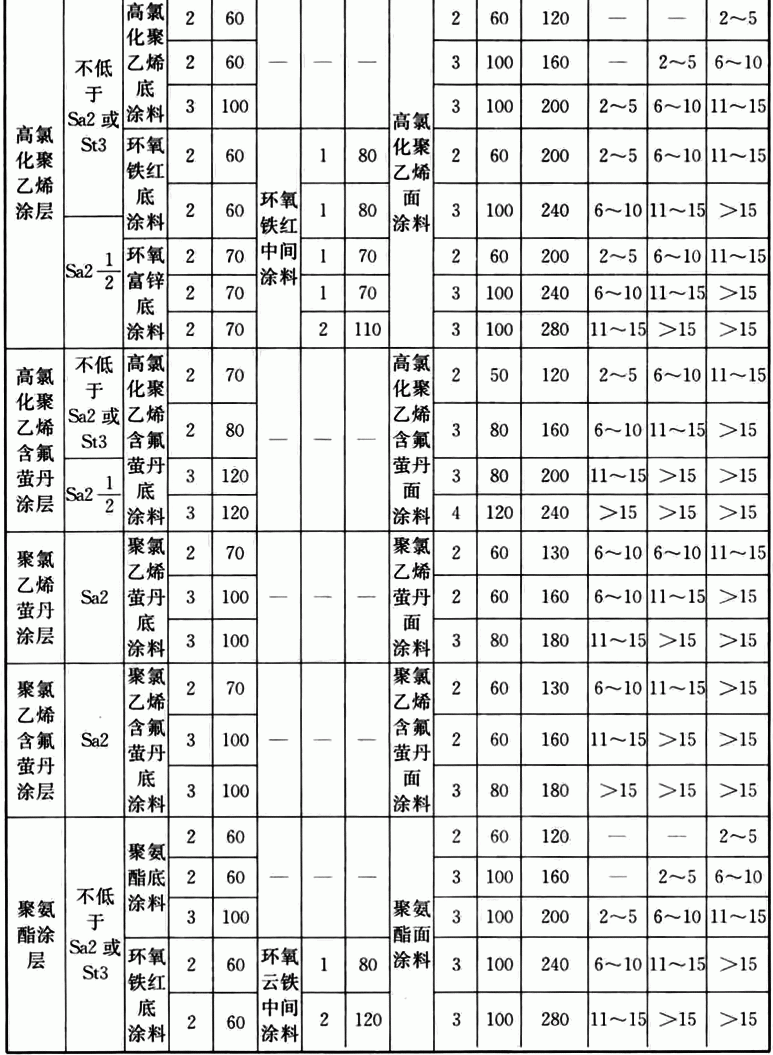 高氯化聚乙烯涂层 不低于Sa2或St3 高氯化聚乙烯底涂料 2 60 — — — 高氯化聚乙烯面涂料 2 60 120 — — 2~5
2 60 3 100 160 — 2~5 6~10
3 100 3 100 200 2~5 6~10 11~15
环氧铁红底涂料 2 60 环氧铁红中间涂料 1 80 2 60 200 2~5 6~10 11~15
2 60 1 80 3 100 240 6~10 11~15 >15
Sa2 1/2 环氧富锌底涂料 2 70 1 70 2 60 200 2~5 6~10 11~15
2 70 1 70 3 100 240 6~10 11~15 >15
2 70 2 110 3 100 280 11~15 >15 >15
高氯化聚乙烯含氟萤丹涂层 不低于Sa2或St3 高氯化聚乙烯含氟萤丹底涂料 2 70 — — — 高氯化聚乙烯含氟萤丹面涂料 2 50 120 2~5 6~10 11~15
2 80 3 80 160 6~10 11~15 >15
Sa2 1/2 3 120 3 80 200 11~15 >15 >15
3 120 4 120 240 >15 >15 >15
聚氯乙烯萤丹涂层 Sa2 聚氯乙烯萤丹底涂料 2 70 — — — 聚氯乙烯萤丹面涂料 2 60 130 6~10 6~10 11~15
3 100 2 60 160 6~10 11~15 >15
3 100 3 80 180 11~15 >15 >15
聚氯乙烯含氟萤丹涂层 Sa2 聚氯乙烯含氟萤丹底涂料 2 70 — — — 聚氯乙烯含氟萤丹面涂料 2 60 130 6~10 11~15 >15
3 100 2 60 160 11~15 >15 >15
3 100 3 80 180 >15 >15 >15
聚氨酯涂层 不低于Sa2或St3 聚氨酯底涂料 2 60 — — — 聚氨酯面涂料 2 60 120 — — 2~5
2 60 3 100 160 — 2~5 6~10
3 100 3 100 200 2~5 6~10 11~15
环氧铁红底涂料 2 60 环氧云铁中间涂料 1 80 3 100 240 6~10 11~15 >15
2 60 2 120 3 100 280 11~15 >15 >15